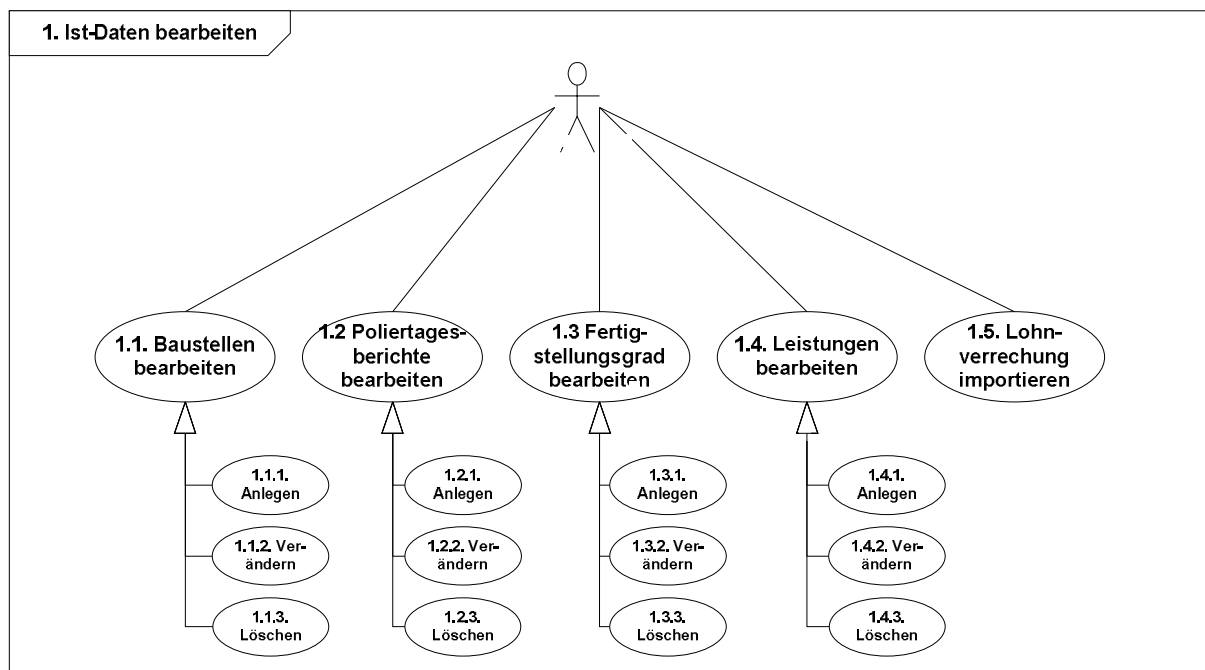 1. Ist-Daten bearbeiten
1.1. Baustellen
bearbeiten
1.2 Poliertages-
berichte
bearbeiten
1.3 Fertig-
stellungsgrad
bearbeiten
1.4. Leistungen
bearbeiten
1.5. Lohn-
verrechung
importieren
1.1.1.
Anlegen
1.1.2. Ver-
ändern
1.1.3.
Löschen
1.2.1.
Anlegen
1.2.2. Ver-
ändern
1.2.3.
Löschen
1.3.1.
Anlegen
1.3.2. Ver-
ändern
1.3.3.
Löschen
1.4.1.
Anlegen
1.4.2. Ver-
ändern
1.4.3.
Löschen